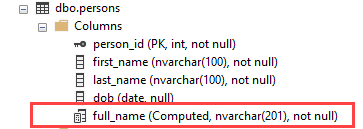 dbo.persons
Columns
person_id (PK, int, not null)
first_name (nvarchar(100), not null)
last_name (nvarchar(100), not null)
dob (date, null)
full_name (Computed, nvarchar(201), not null)